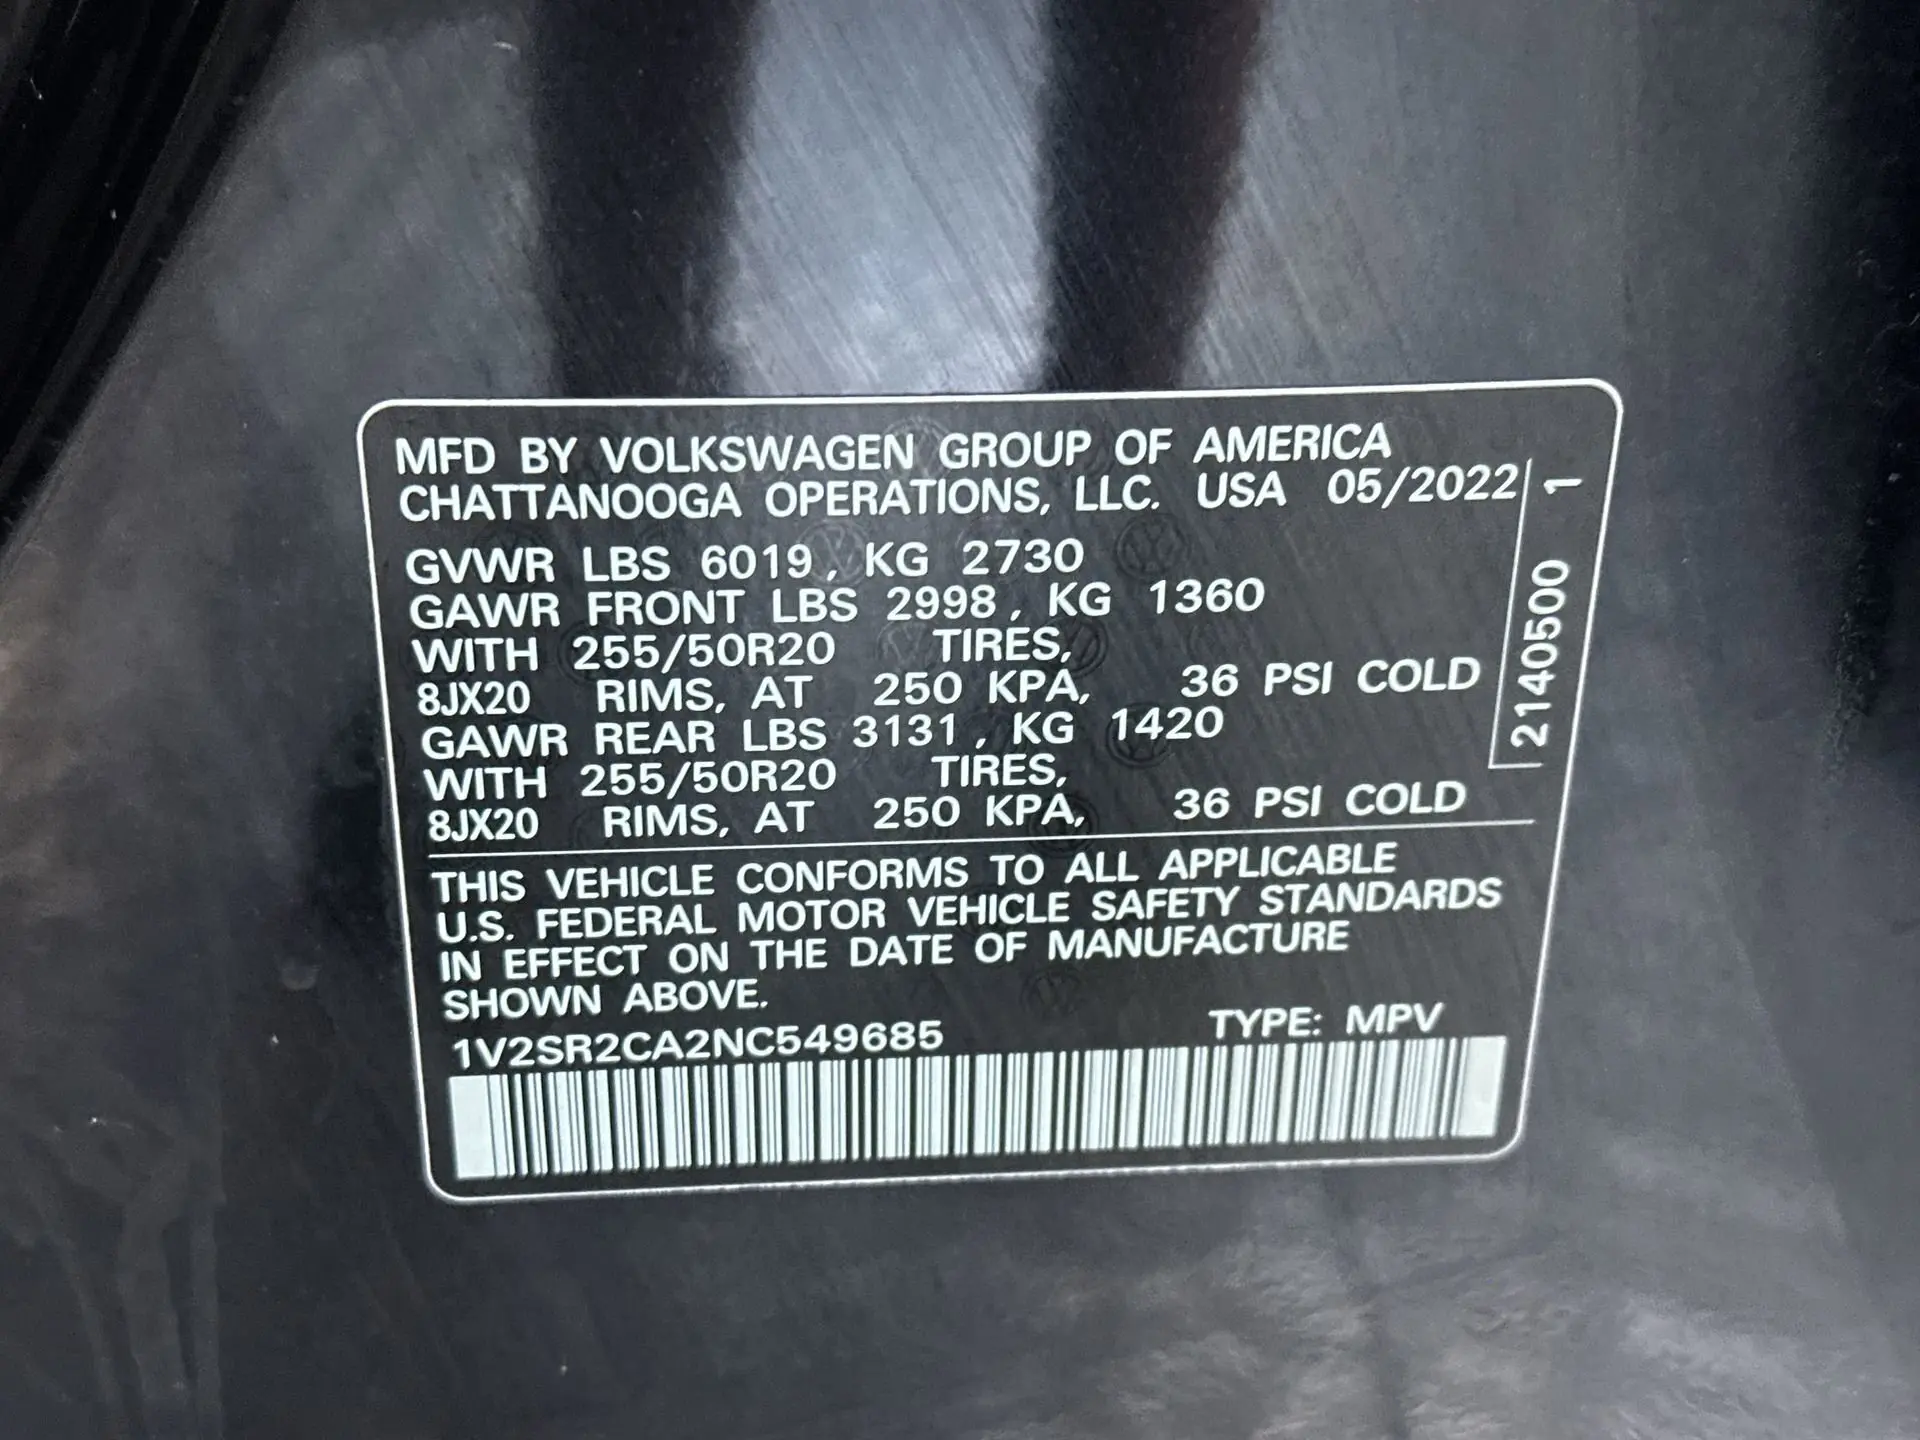 MFD BY VOLKSWAGEN GROUP OF AMERICA
CHATTANOOGA OPERATIONS, LLC. USA 05/2022
GVWR LBS 6019, KG 2730
GAWR FRONT LBS 2998, KG 1360
WITH 255/50R20 TIRES,
8JX20 RIMS, AT 250 KPA, 36 PSI COLD
GAWR REAR LBS 3131, KG 1420
WITH 255/50R20 TIRES,
8JX20 RIMS, AT 250 KPA, 36 PSI COLD
2140500 1
THIS VEHICLE CONFORMS TO ALL APPLICABLE
U.S. FEDERAL MOTOR VEHICLE SAFETY STANDARDS
IN EFFECT ON THE DATE OF MANUFACTURE
SHOWN ABOVE.
1V2SR2CA2NC549685 TYPE: MPV